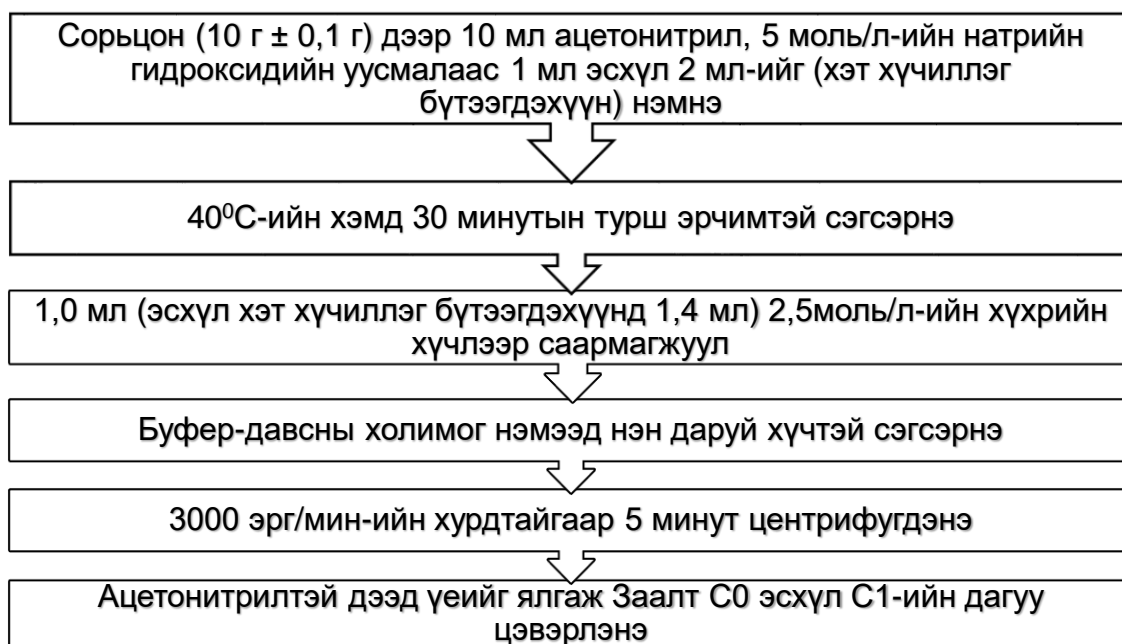 Сорьцон (10 г ± 0,1 г) дээр 10 мл ацетонитрил, 5 моль/л-ийн натрийн
гидроксидийн уусмалаас 1 мл эсхүл 2 мл-ийг (хэт хүчиллэг
бүтээгдэхүүн) нэмнэ
40⁰С-ийн хэмд 30 минутын турш эрчимтэй сэгсэрнэ
1,0 мл (эсхүл хэт хүчиллэг бүтээгдэхүүнд 1,4 мл) 2,5моль/л-ийн хүхрийн
хүчлээр саармагжуул
Буфер-давсны холимог нэмээд нэн даруй хүчтэй сэгсэрнэ
3000 эрг/мин-ийн хурдтайгаар 5 минут центрифугдэнэ
Ацетонитрилтэй дээд үеийг ялгаж Заалт С0 эсхүл С1-ийн дагуу
цэвэрлэнэ